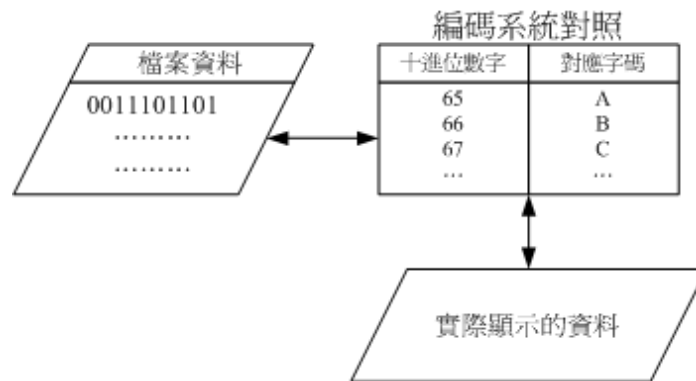 編碼系統對照
檔案資料
0011101101
.........
.........
十進位數字 對應字碼
65 A
66 B
67 C
... ...
實際顯示的資料